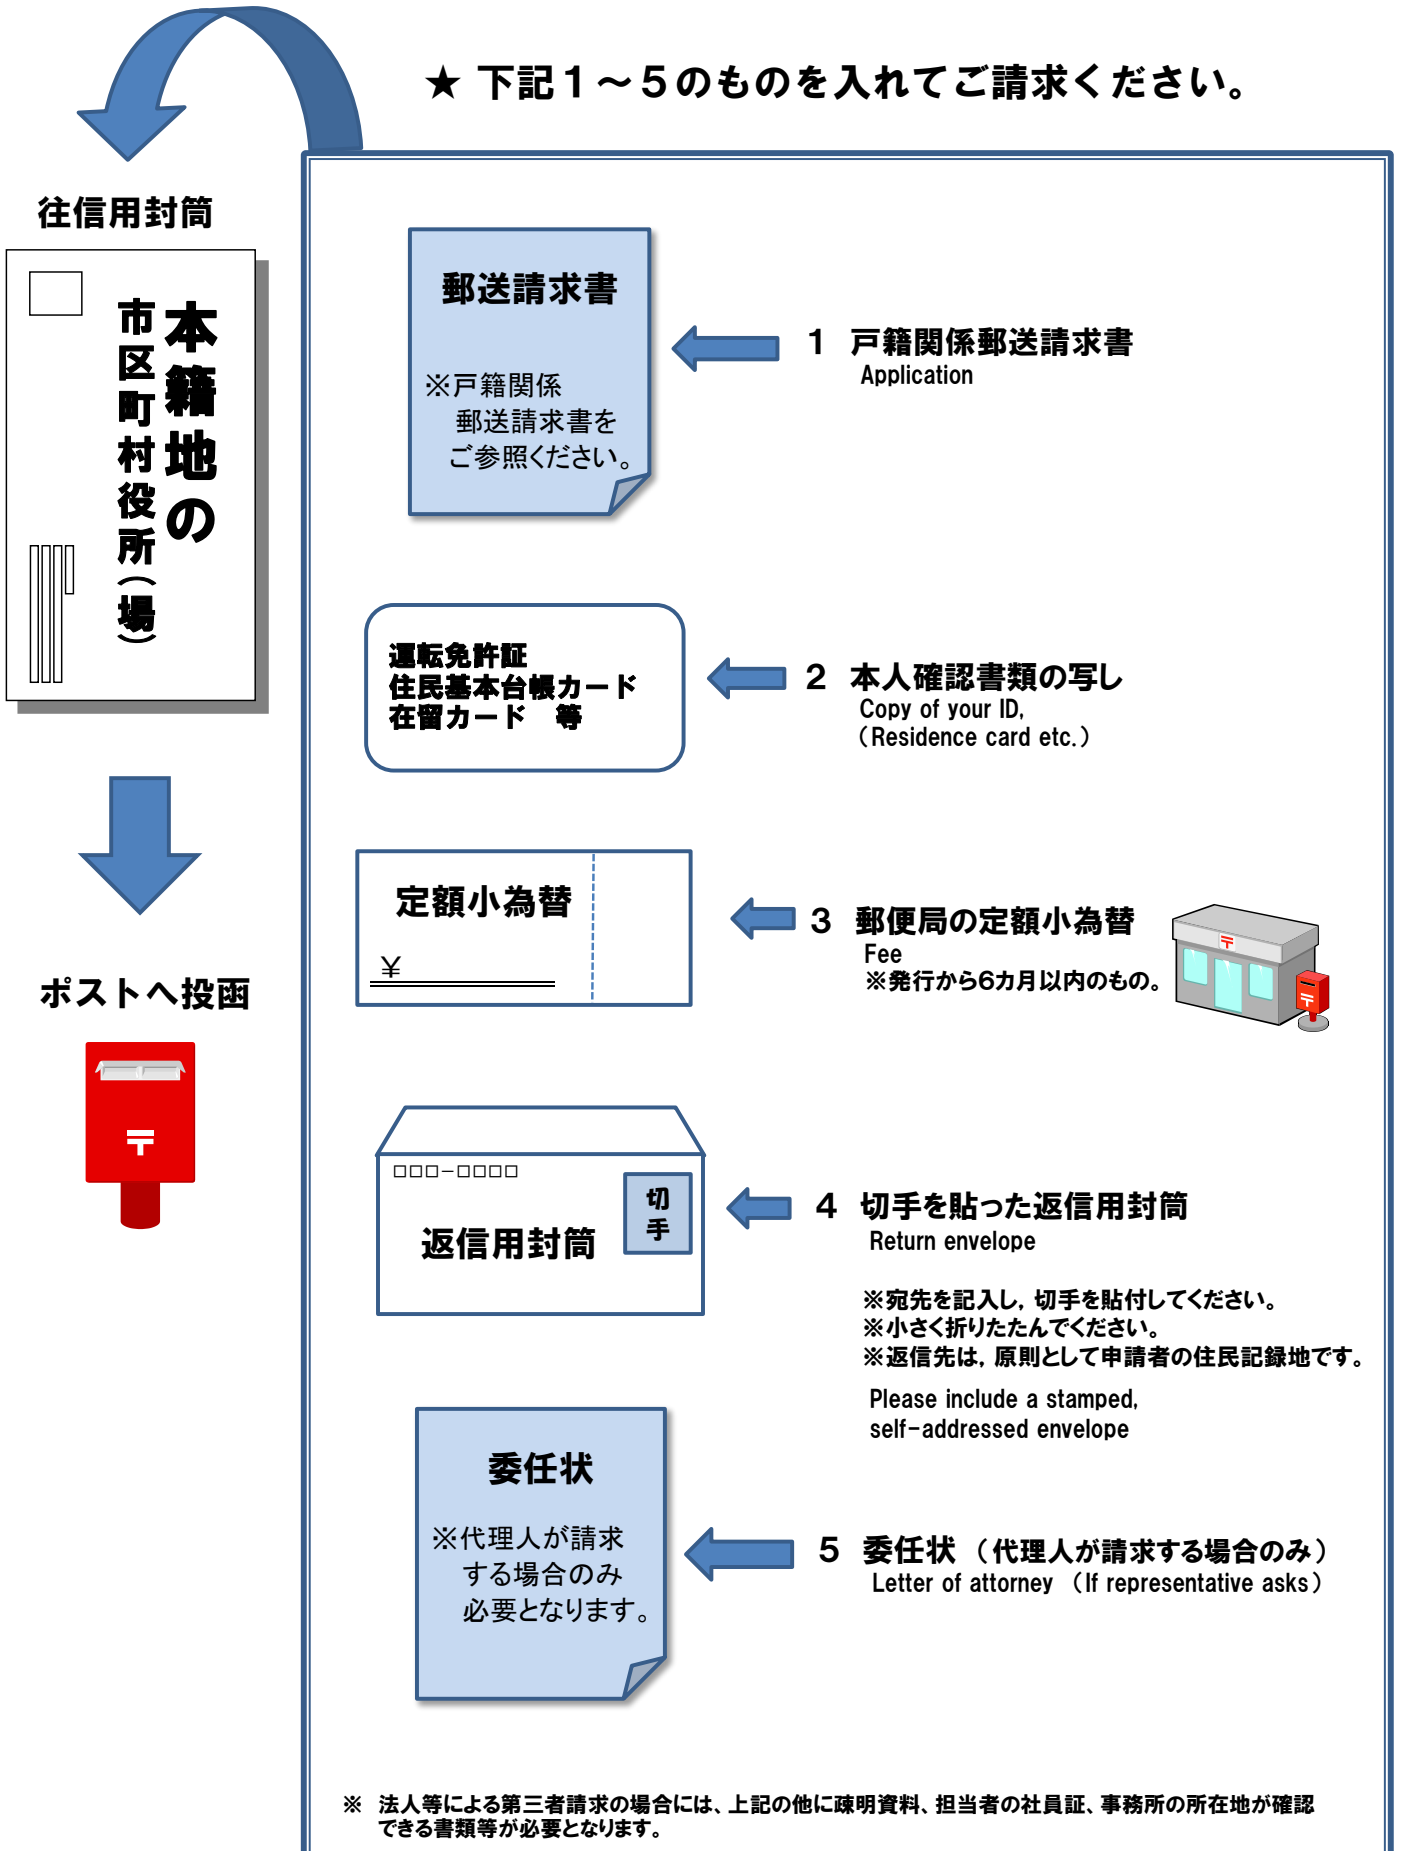 ★ 下記１～５のものを入れてご請求ください。
往信用封筒
本籍地の
市区町村役所（場）
ポストへ投函
郵送請求書
※戸籍関係
郵送請求書を
ご参照ください。
１ 戸籍関係郵送請求書
Application
運転免許証
住民基本台帳カード
在留カード　等
２ 本人確認書類の写し
Copy of your ID,
（Residence card etc.）
定額小為替
￥
３ 郵便局の定額小為替
Fee
※発行から６カ月以内のもの。
〒
〒
〒
□□□-□□□□
切手
返信用封筒
４ 切手を貼った返信用封筒
Return envelope
※宛先を記入し，切手を貼付してください。
※小さく折りたたんでください。
※返信先は，原則として申請者の住民記録地です。
Please include a stamped,
self-addressed envelope
委任状
※代理人が請求
する場合のみ
必要となります。
５ 委任状（代理人が請求する場合のみ）
Letter of attorney （If representative asks）
※　法人等による第三者請求の場合には、上記の他に疎明資料、担当者の社員証、事務所の所在地が確認
できる書類等が必要となります。